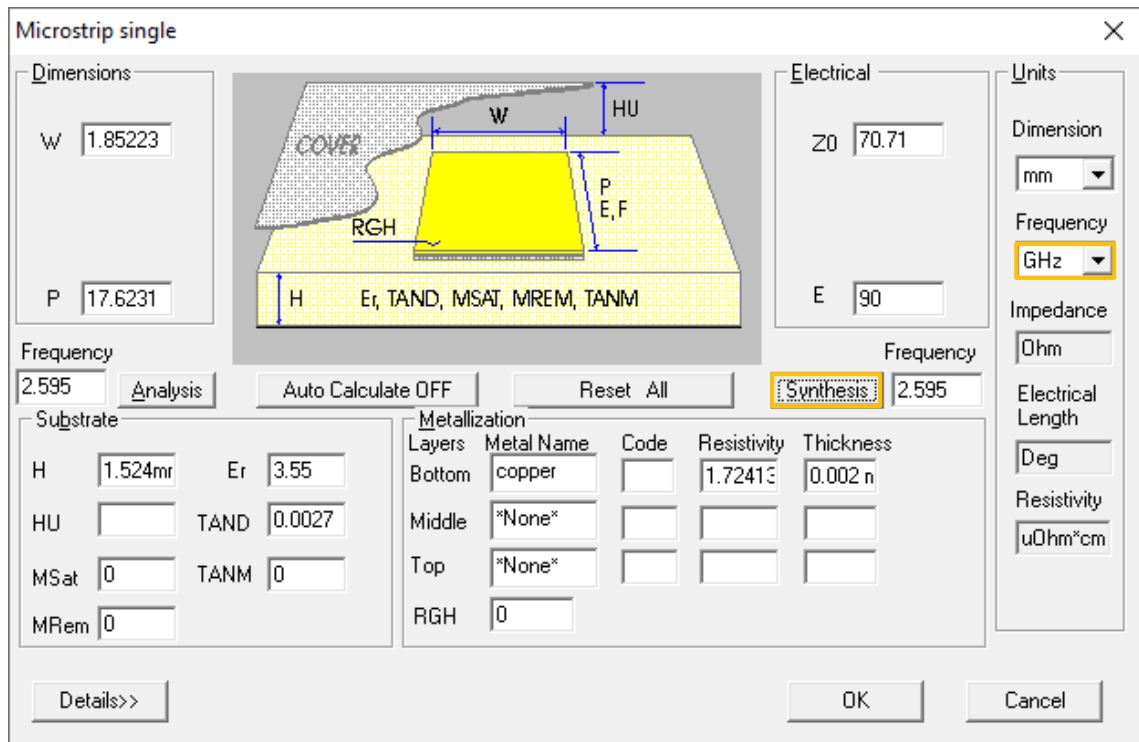 Microstrip single
Dimensions
W 1.85223
P 17.6231
COVER
W
HU
P
E,F
RGH
H Er, TAND, MSAT, MREM, TANM
Electrical
Z0 70.71
E 90
Units
Dimension
mm
Frequency
GHz
Impedance
Ohm
Electrical
Length
Deg
Resistivity
uOhm*cm
Frequency
2.595 Analysis Auto Calculate OFF Reset All Synthesis
Frequency
2.595
Substrate
H 1.524mr Er 3.55
HU TAND 0.0027
MSat 0 TANM 0
MRem 0
Metallization
Layers Metal Name Code Resistivity Thickness
Bottom copper 1.72413 0.002
Middle *None*
Top *None*
RGH 0
Details>> OK Cancel